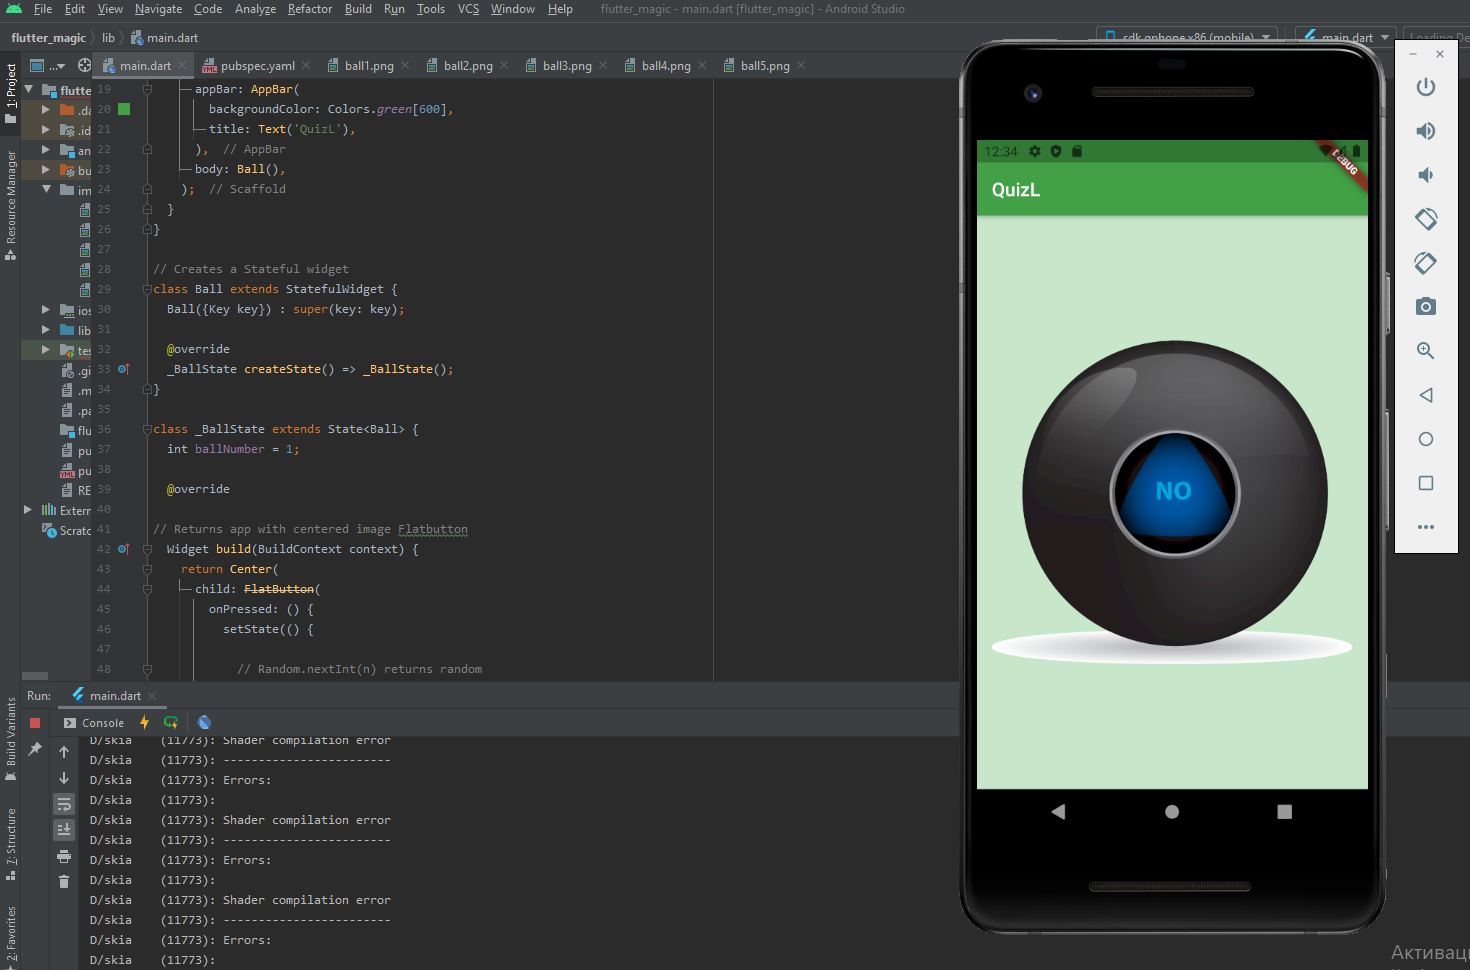 File Edit View Navigate Code Analyze Refactor Build Run Tools VCS Window Help flutter_magic - main.dart [flutter_magic] - Android Studio
flutter_magic lib main.dart
sdk gphone x86 (mobile) main.dart Loading De
... main.dart pubspec.yaml ball1.png ball2.png ball3.png ball4.png ball5.png
1: Project
Resource Manager
Build Variants
7: Structure
2: Favorites
flutter
.da
.id
an
bu
im
ios
lib
tes
.gi
.m
.pa
flu
pu
pu
RE
Extern
Scratc
19 appBar: AppBar(
20 backgroundColor: Colors.green[600],
21 title: Text('QuizL'),
22 ), // AppBar
23 body: Ball(),
24 ); // Scaffold
25 }
26 }
27
28 // Creates a Stateful widget
29 class Ball extends StatefulWidget {
30 Ball({Key key}) : super(key: key);
31
32 @override
33 _BallState createState() => _BallState();
34 }
35
36 class _BallState extends State<Ball> {
37 int ballNumber = 1;
38
39 @override
40
41 // Returns app with centered image Flatbutton
42 Widget build(BuildContext context) {
43 return Center(
44 child: FlatButton(
45 onPressed: () {
46 setState(() {
47
48 // Random.nextInt(n) returns random
Run: main.dart
Console
D/skia (11773): Shader compilation error
D/skia (11773): ------------------------
D/skia (11773): Errors:
D/skia (11773):
D/skia (11773): Shader compilation error
D/skia (11773): ------------------------
D/skia (11773): Errors:
D/skia (11773):
D/skia (11773): Shader compilation error
D/skia (11773): ------------------------
D/skia (11773): Errors:
D/skia (11773):
12:34
DEBUG
QuizL
NO
Активаци